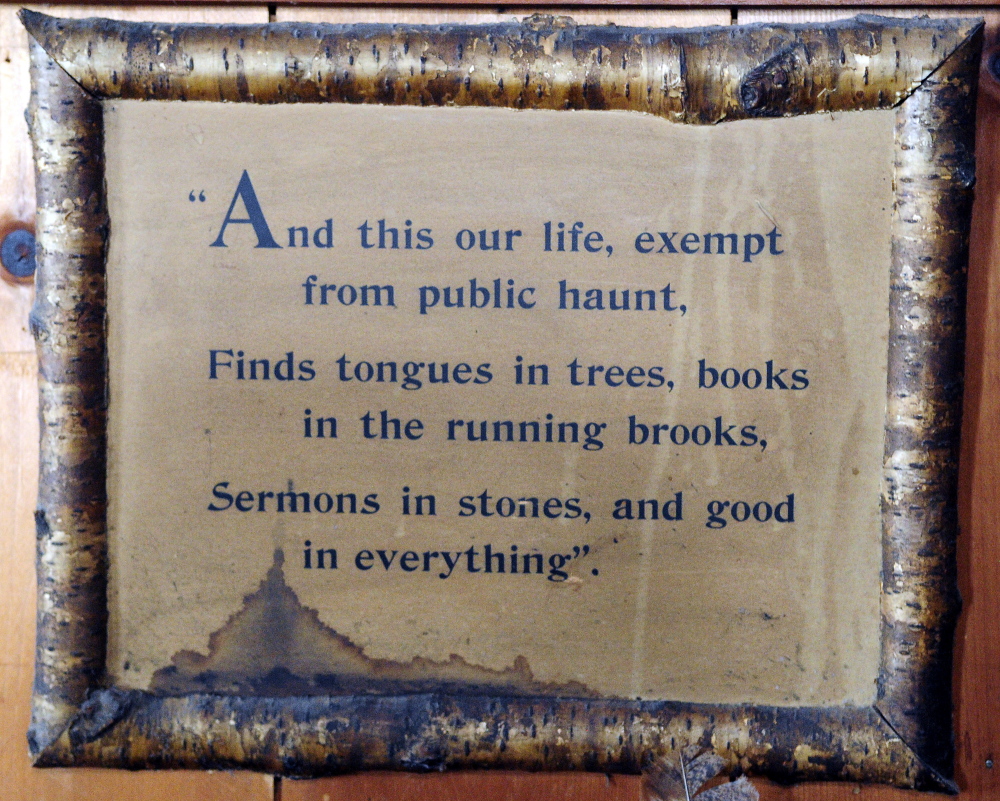 “And this our life, exempt
from public haunt,
Finds tongues in trees, books
in the running brooks,
Sermons in stones, and good
in everything”.